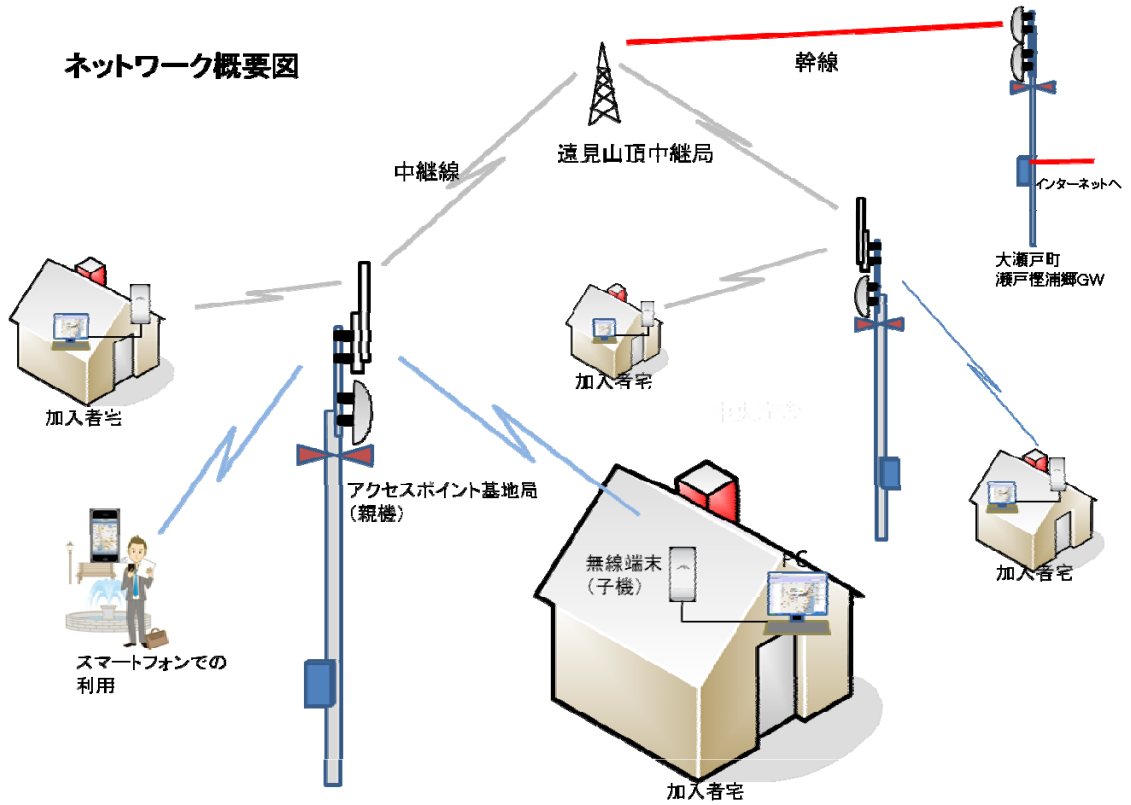 ネットワーク概要図
幹線
遠見山頂中継局
中継線
インターネットへ
大瀬戸町
瀬戸樫浦郷GW
加入者宅
加入者宅
アクセスポイント基地局
（親機）
無線端末
（子機）
PC
加入者宅
スマートフォンでの
利用
加入者宅